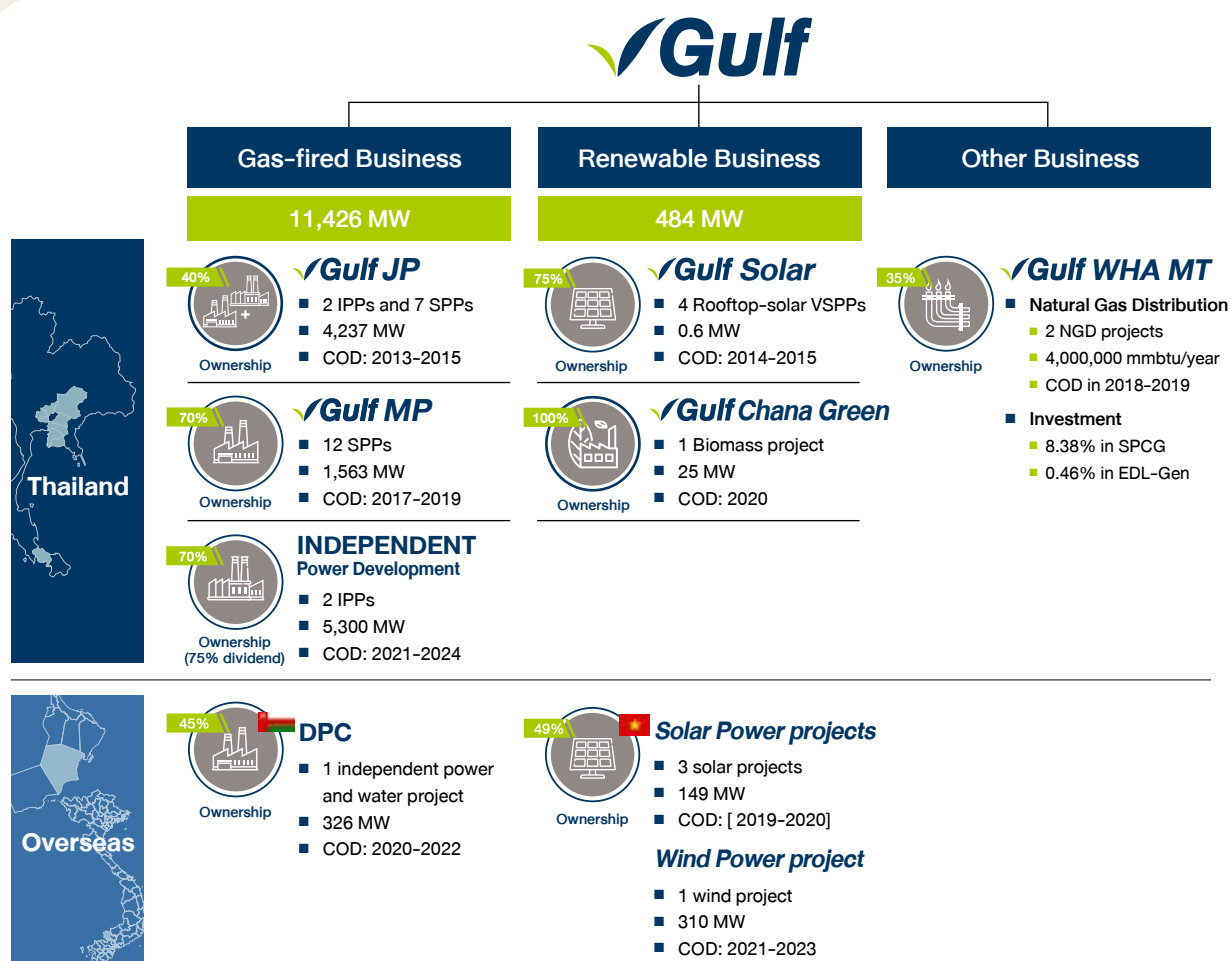 Gulf
Gas-fired Business
11,426 MW
Renewable Business
484 MW
Other Business
Thailand
40%
Ownership
Gulf JP
2 IPPs and 7 SPPs
4,237 MW
COD: 2013-2015
70%
Ownership
Gulf MP
12 SPPs
1,563 MW
COD: 2017-2019
70%
Ownership
(75% dividend)
INDEPENDENT
Power Development
2 IPPs
5,300 MW
COD: 2021-2024
75%
Ownership
Gulf Solar
4 Rooftop-solar VSPPs
0.6 MW
COD: 2014-2015
100%
Ownership
Gulf Chana Green
1 Biomass project
25 MW
COD: 2020
35%
Ownership
Gulf WHA MT
Natural Gas Distribution
2 NGD projects
4,000,000 mmbtu/year
COD in 2018-2019
Investment
8.38% in SPCG
0.46% in EDL-Gen
Overseas
45%
Ownership
DPC
1 independent power
and water project
326 MW
COD: 2020-2022
49%
Ownership
Solar Power projects
3 solar projects
149 MW
COD: [ 2019-2020]
Wind Power project
1 wind project
310 MW
COD: 2021-2023